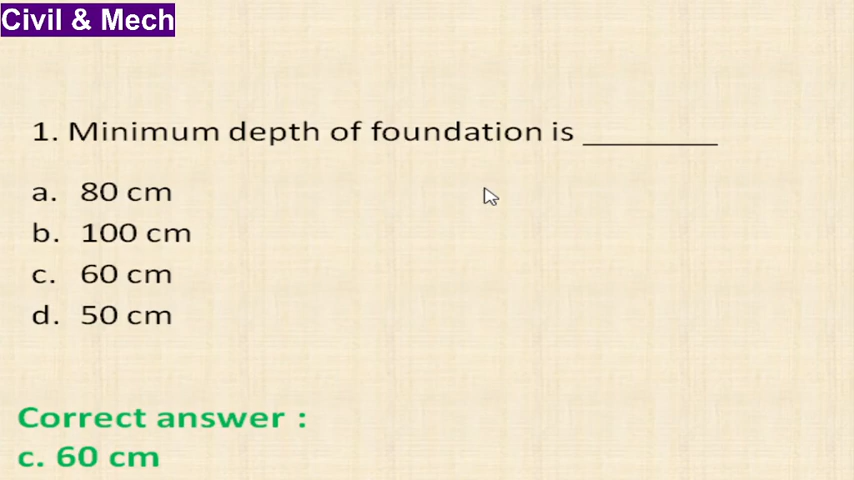 Civil & Mech
1. Minimum depth of foundation is _________
a. 80 cm
b. 100 cm
c. 60 cm
d. 50 cm
Correct answer :
c. 60 cm